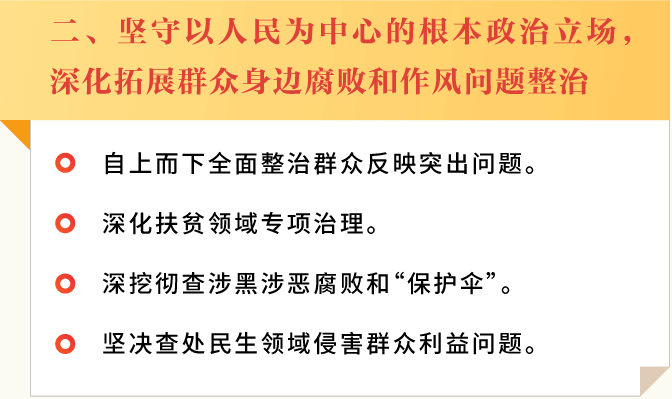 二、坚守以人民为中心的根本政治立场，
深化拓展群众身边腐败和作风问题整治
自上而下全面整治群众反映突出问题。
深化扶贫领域专项治理。
深挖彻查涉黑涉恶腐败和“保护伞”。
坚决查处民生领域侵害群众利益问题。